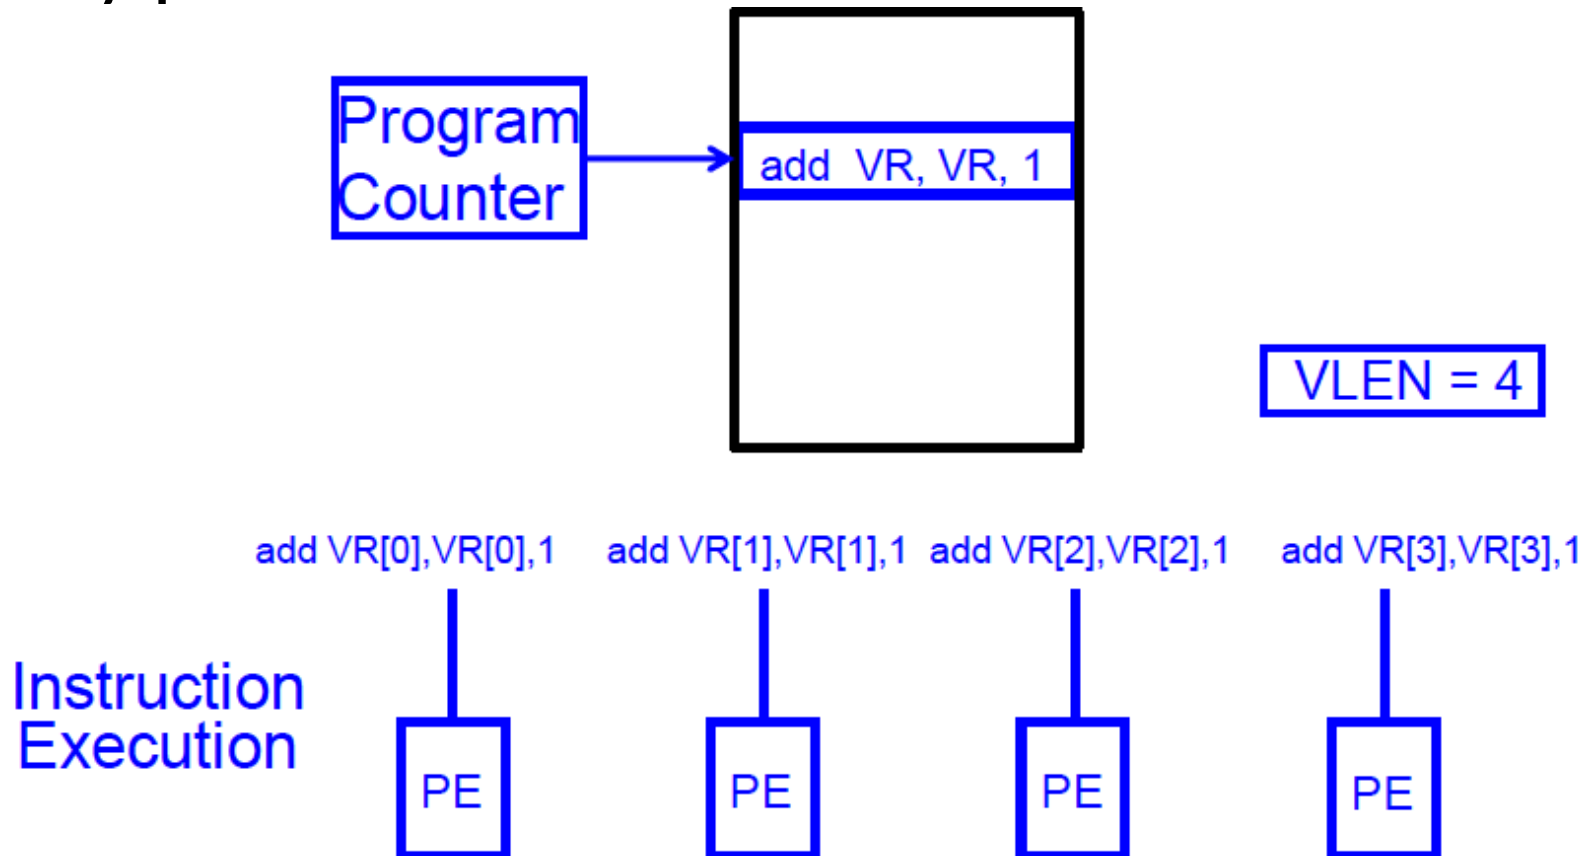 Program
Counter
add VR, VR, 1
VLEN = 4
add VR[0],VR[0],1
add VR[1],VR[1],1
add VR[2],VR[2],1
add VR[3],VR[3],1
Instruction
Execution
PE
PE
PE
PE